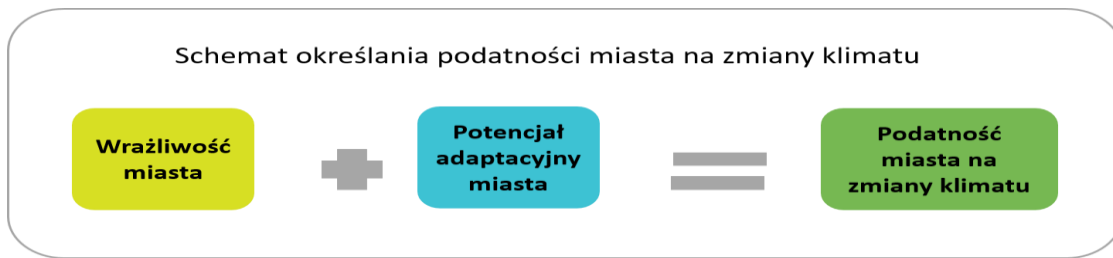 Schemat określania podatności miasta na zmiany klimatu
Wrażliwość
miasta
Potencjał
adaptacyjny
miasta
Podatność
miasta na
zmiany klimatu